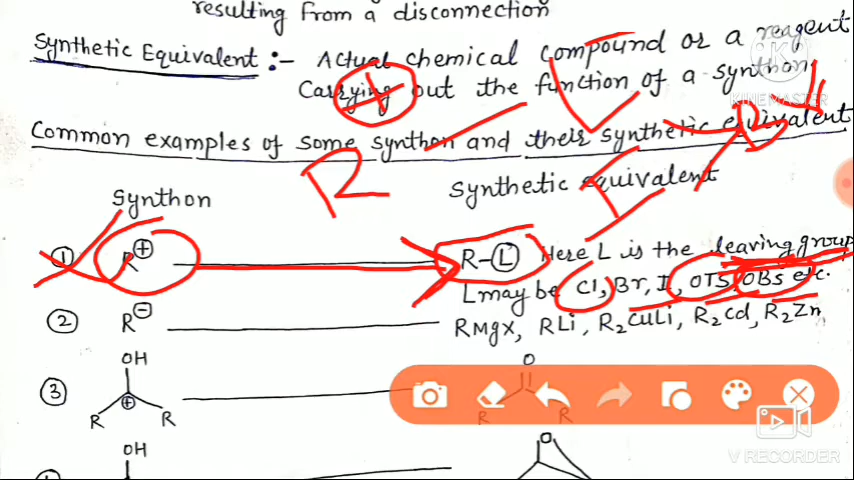 resulting from a disconnection
Synthetic Equivalent :- Actual chemical compound or a reagent
Carrying out the function of a synthon
KINEMASTER
Common examples of some synthon and their synthetic equivalent
Synthon Synthetic Equivalent
① R⊕ R-Ⓛ Here L is the leaving group
L may be Cl, Br, I, OTS, OBs etc.
② R⊖ RMgX, RLi, R2CuLi, R2Cd, R2Zn
OH O
③ ⊕
R R R R
OH O
V RECORDER